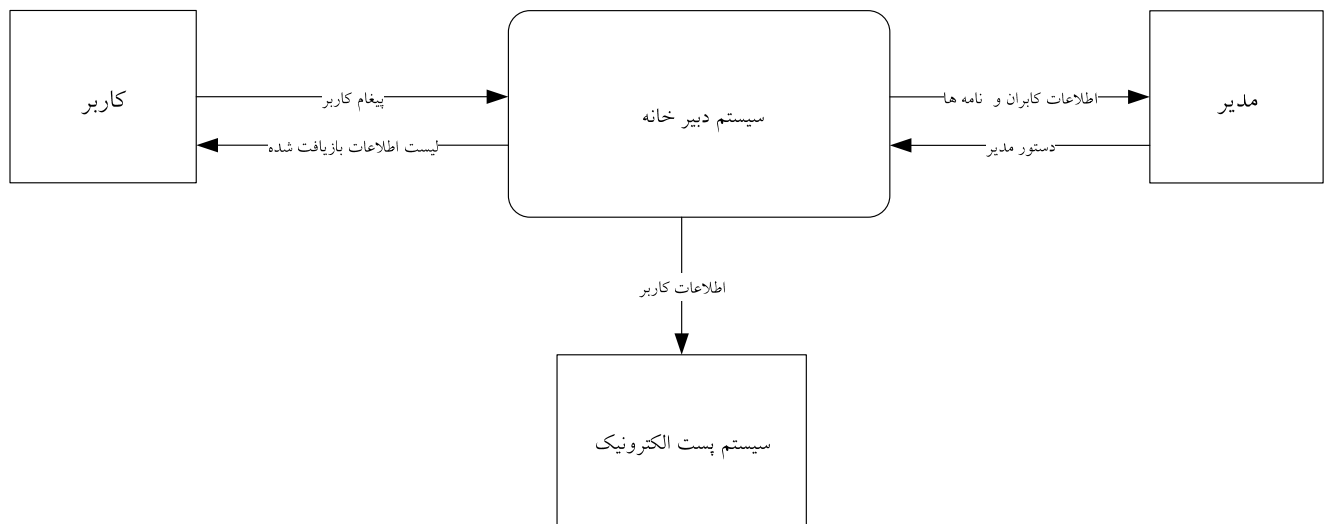 کاربر
پیغام کاربر
لیست اطلاعات بازیافت شده
سیستم دبیر خانه
اطلاعات کابران و نامه ها
دستور مدیر
مدیر
اطلاعات کاربر
سیستم پست الکترونیک